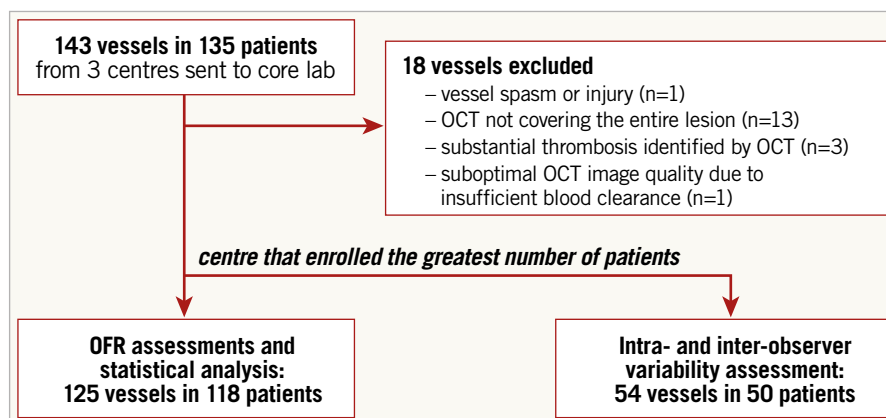 143 vessels in 135 patients
from 3 centres sent to core lab
18 vessels excluded
– vessel spasm or injury (n=1)
– OCT not covering the entire lesion (n=13)
– substantial thrombosis identified by OCT (n=3)
– suboptimal OCT image quality due to
insufficient blood clearance (n=1)
centre that enrolled the greatest number of patients
OFR assessments and
statistical analysis:
125 vessels in 118 patients
Intra- and inter-observer
variability assessment:
54 vessels in 50 patients